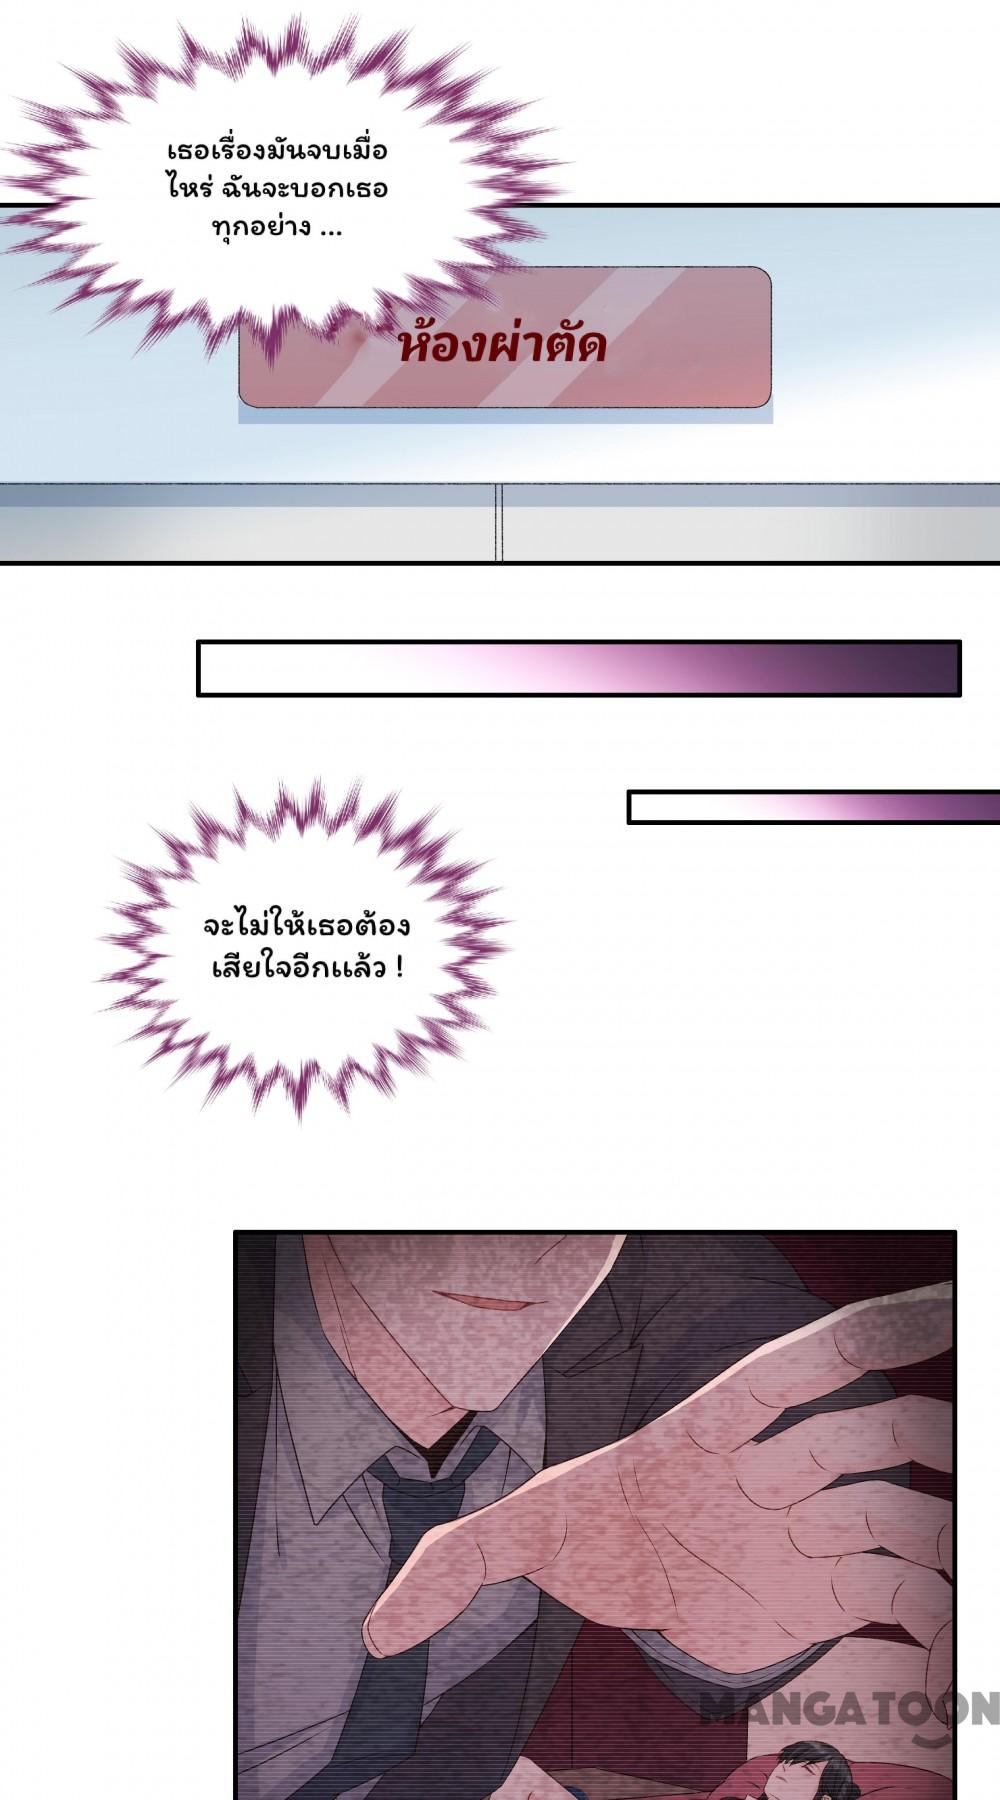 เธอเรื่องมันจบเมื่อ
ไหร่ ฉันจะบอกเธอ
ทุกอย่าง ...
ห้องผ่าตัด
จะไม่ให้เธอต้อง
เสียใจอีกแล้ว !
MANGATOON